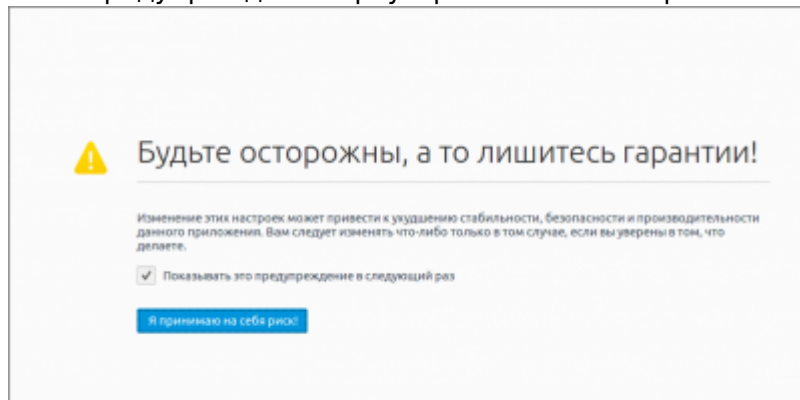 Будьте осторожны, а то лишитесь гарантии!
Изменение этих настроек может привести к ухудшению стабильности, безопасности и производительности
данного приложения. Вам следует изменять что-либо только в том случае, если вы уверены в том, что
делаете.
Показывать это предупреждение в следующий раз
Я принимаю на себя риск!